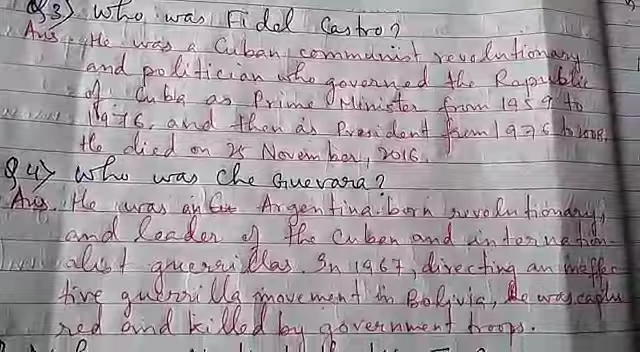 Q3) Who was Fidel Castro?
Ans He was a Cuban communist revolutionary
and politician who governed the Rapublic
of Cuba as Prime Minister from 1959 to
1976, and then as President from 1976 to 2008.
He died on 25 November, 2016.
Q4) Who was Che Guevara?
Ans. He was an Argentina born revolutionary,
and leader of the Cuban and internation-
alist guerrillas. In 1967, directing an ineffec
tive guerrilla movement in Bolivia, he was captu
red and killed by government troops.